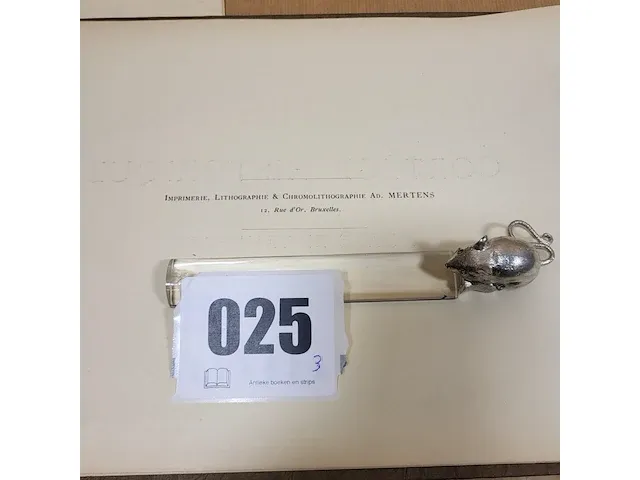 Imprimerie, Lithographie & Chromolithographie Ad. MERTENS
12, Rue d'Or, Bruxelles.
025
3
Antieke boeken en strips